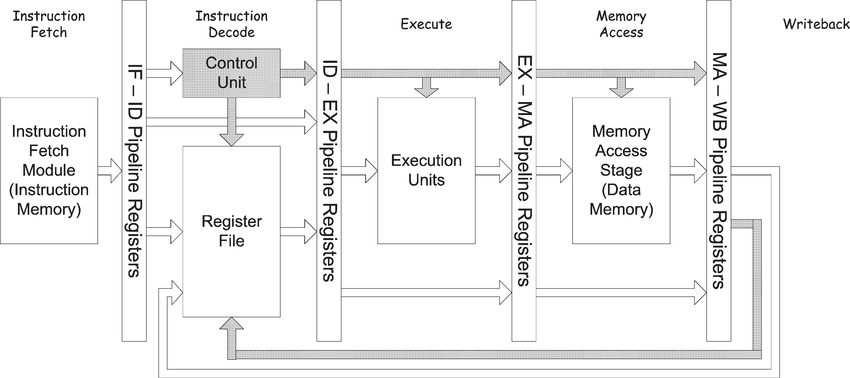 Instruction
Fetch
Instruction
Decode
Execute
Memory
Access
Writeback
Control
Unit
IF – ID Pipeline Registers
ID – EX Pipeline Registers
EX – MA Pipeline Registers
MA – WB Pipeline Registers
Instruction
Fetch
Module
(Instruction
Memory)
Register
File
Execution
Units
Memory
Access
Stage
(Data
Memory)